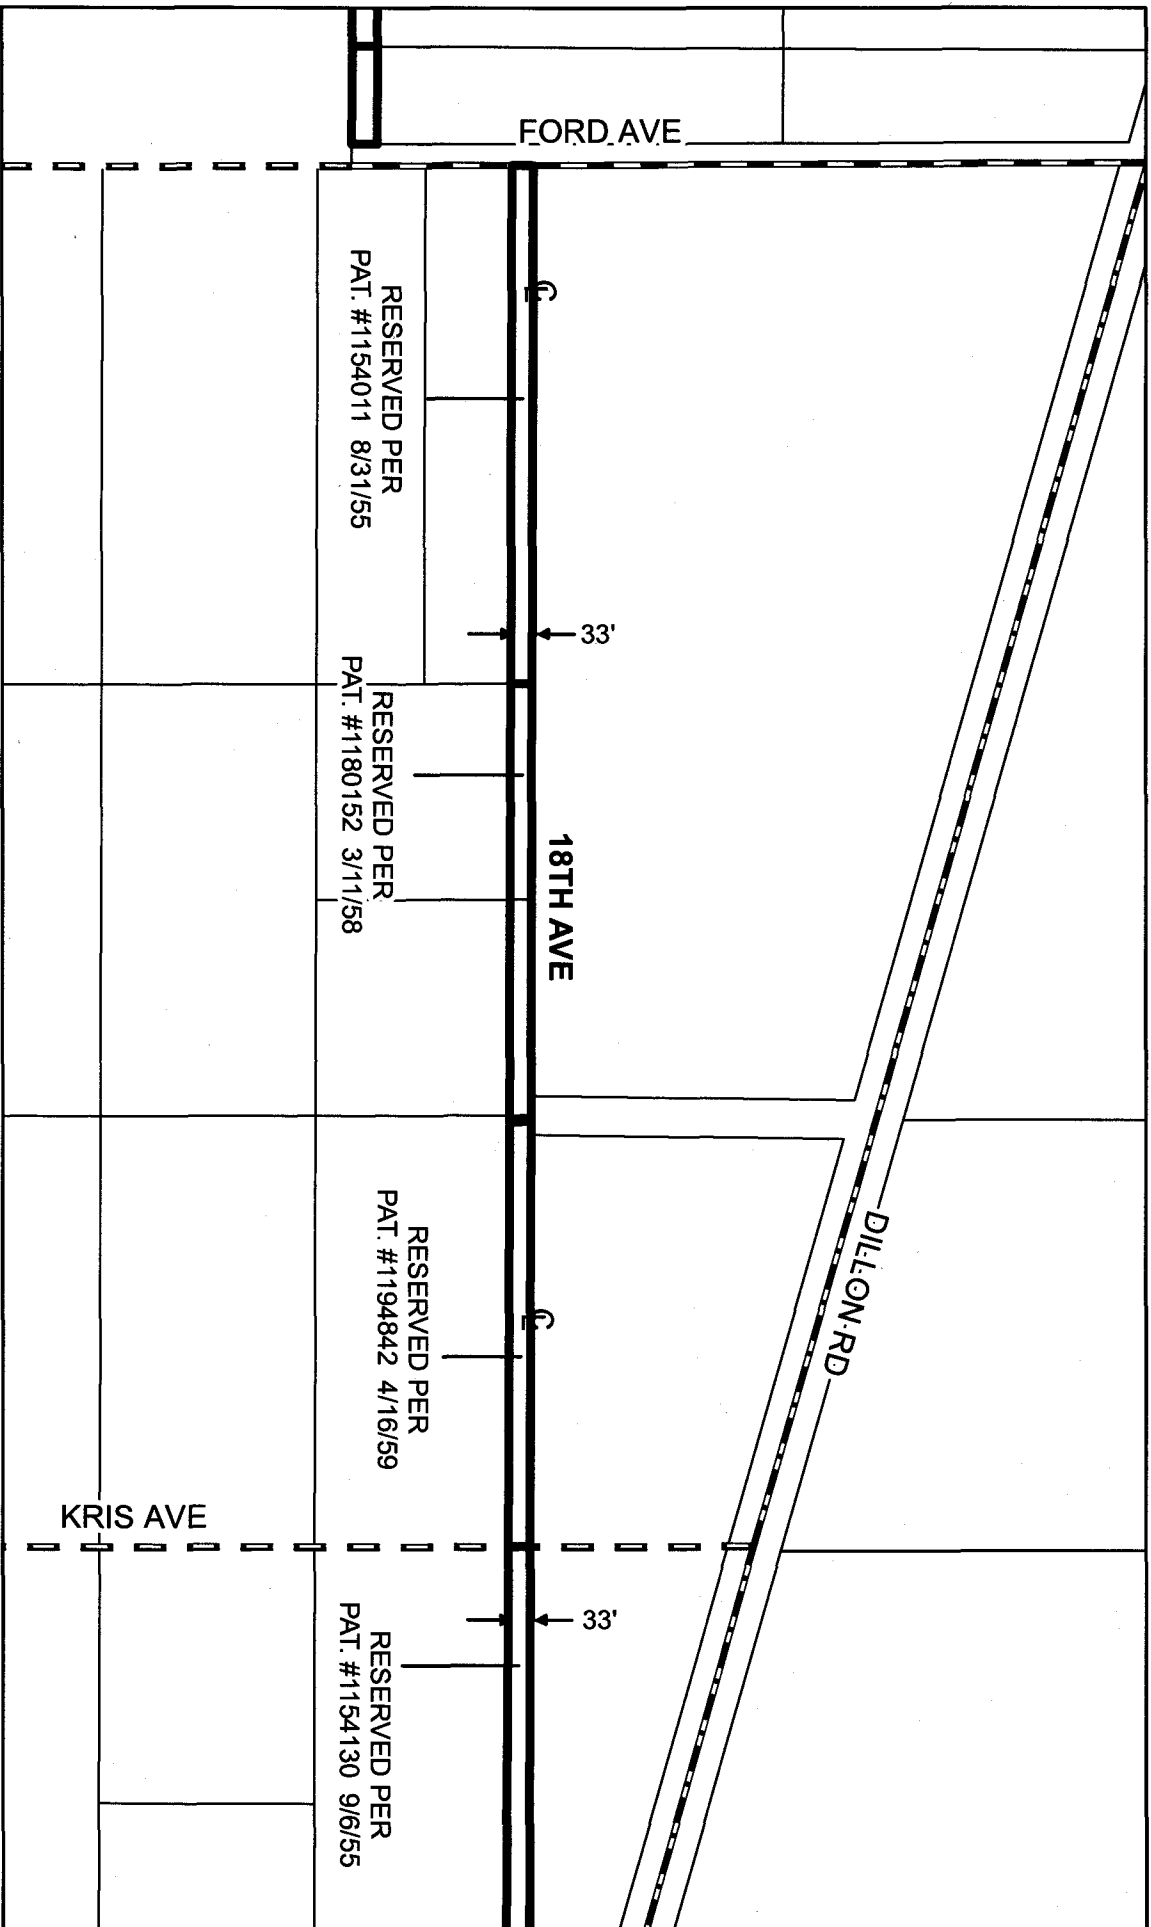 FORD AVE
RESERVED PER
PAT. #1154011 8/31/55
33'
RESERVED PER
PAT. #1180152 3/11/58
18TH AVE
DILLON RD
RESERVED PER
PAT. #1194842 4/16/59
KRIS AVE
33'
RESERVED PER
PAT. #1154130 9/6/55
CL
CL